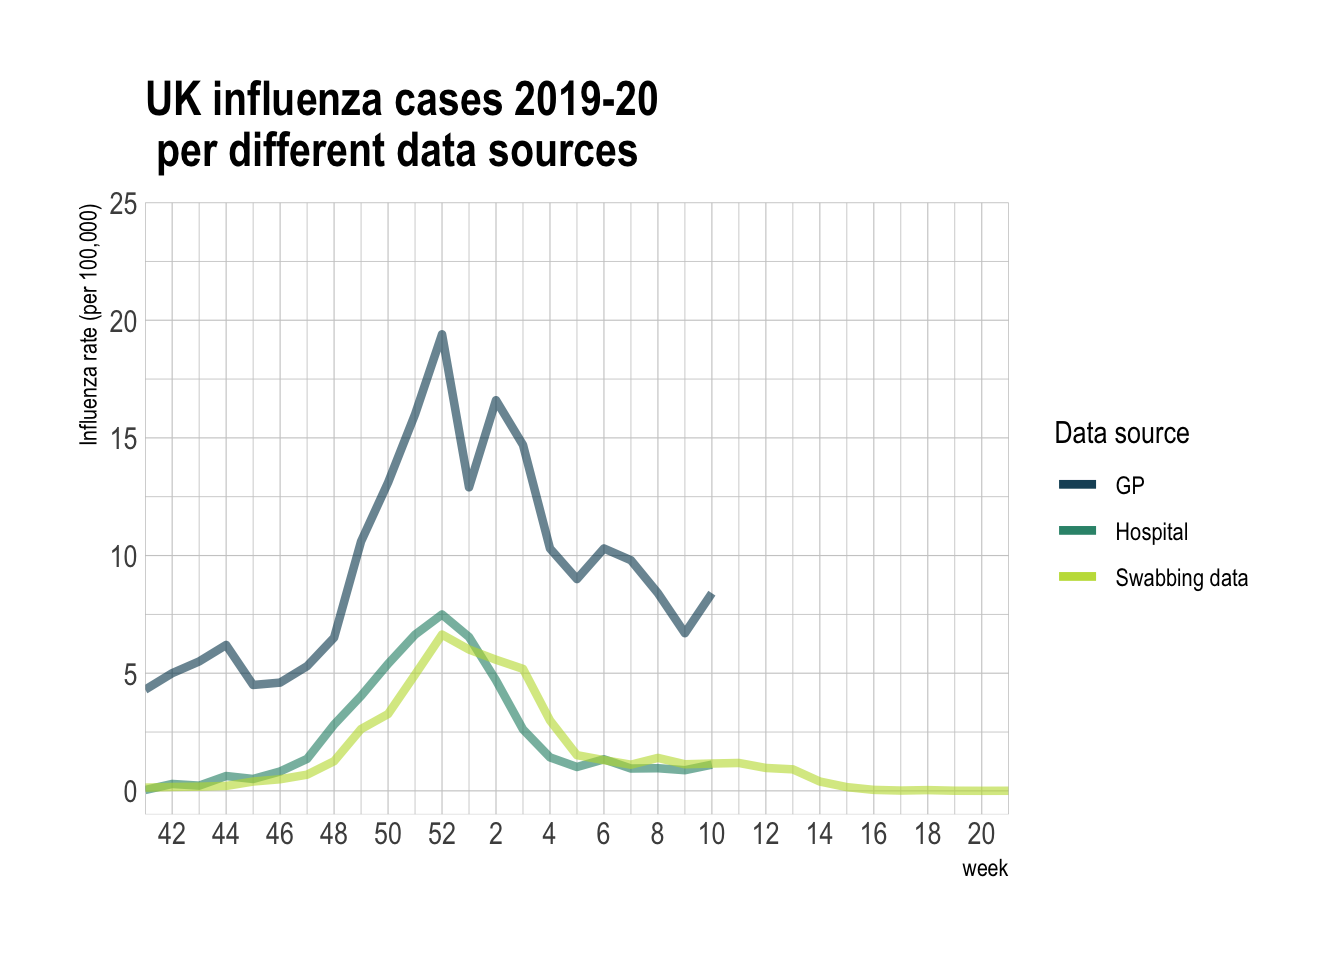 UK influenza cases 2019-20
per different data sources
Influenza rate (per 100,000)
25
20
15
10
5
0
42 44 46 48 50 52 2 4 6 8 10 12 14 16 18 20
week
Data source
GP
Hospital
Swabbing data